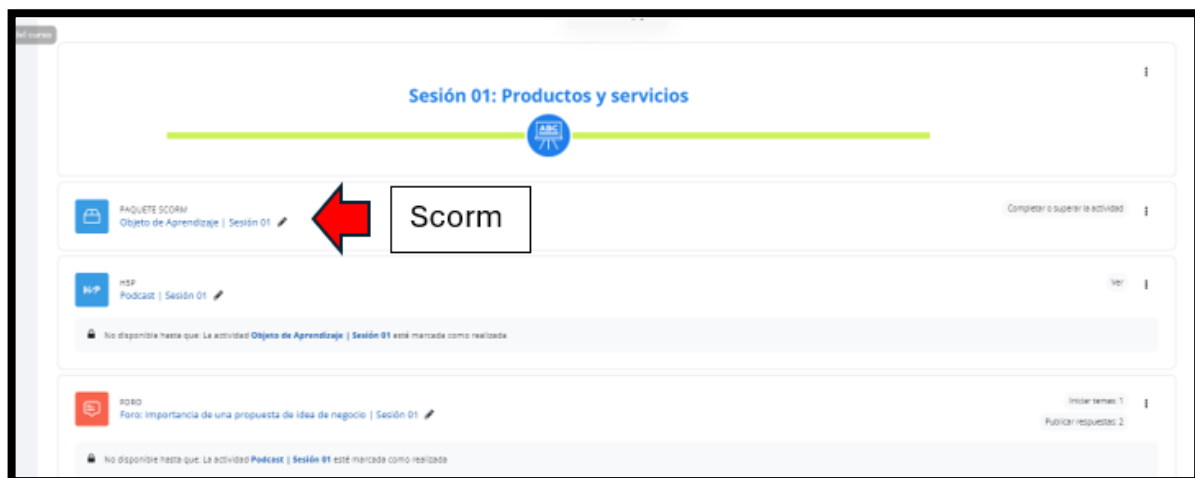 del curso
Sesión 01: Productos y servicios
ABC
PAQUETE SCORM
Objeto de Aprendizaje | Sesión 01
Scorm
Completar o superar la actividad
H5P
H5P
Podcast | Sesión 01
Ver
No disponible hasta que: La actividad Objeto de Aprendizaje | Sesión 01 esté marcada como realizada
FORO
Foro: Importancia de una propuesta de idea de negocio | Sesión 01
Iniciar temas: 1
Publicar respuestas: 2
No disponible hasta que: La actividad Podcast | Sesión 01 esté marcada como realizada